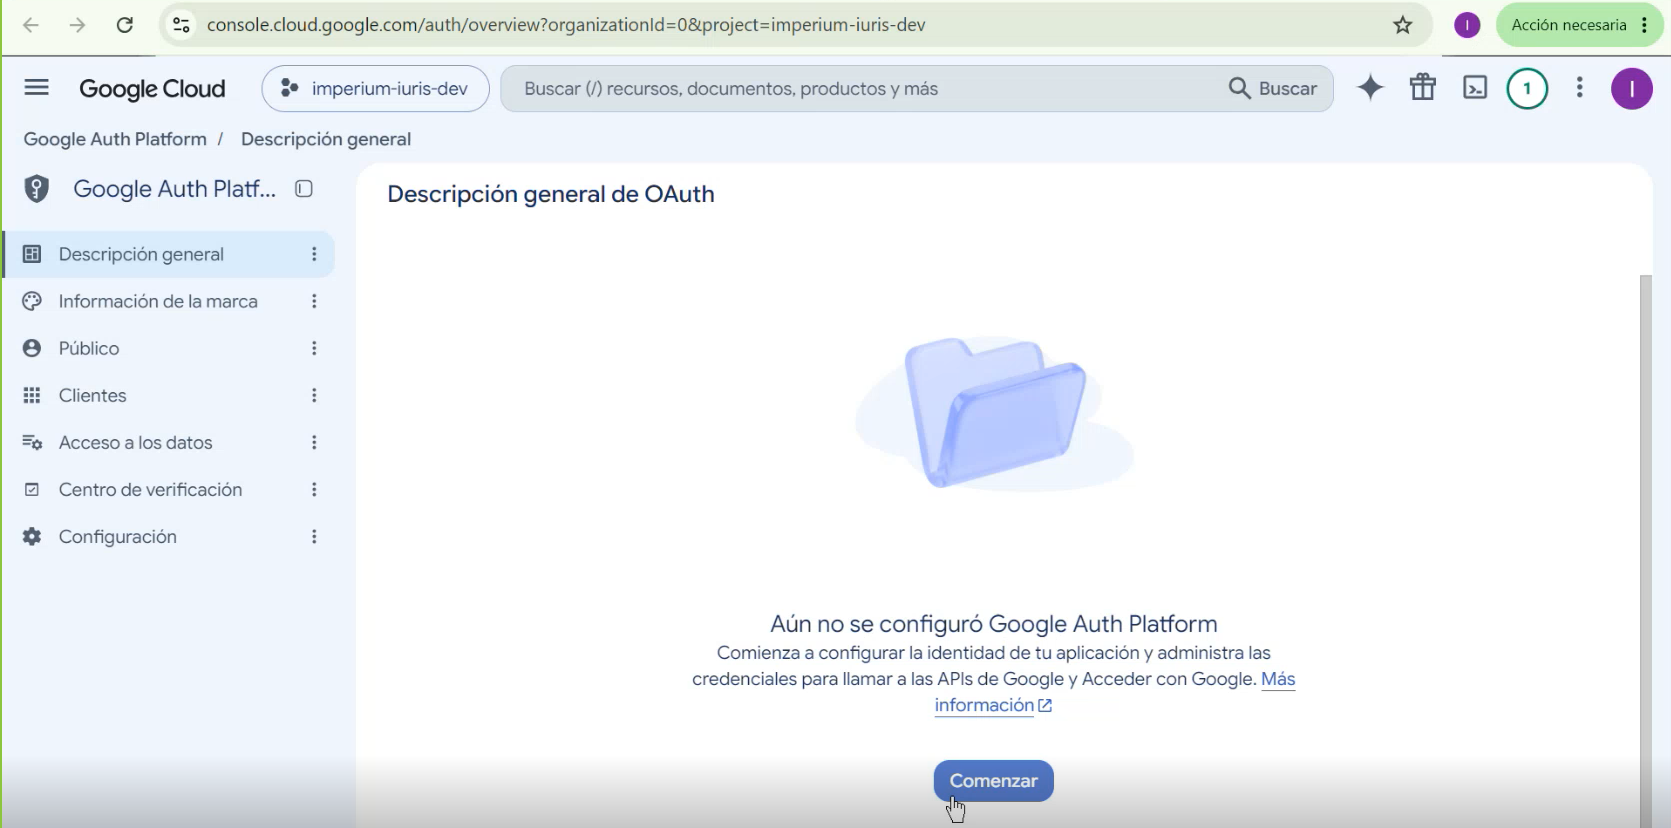 console.cloud.google.com/auth/overview?organizationId=0&project=imperium-iuris-dev
I
Acción necesaria
Google Cloud
imperium-iuris-dev
Buscar (/) recursos, documentos, productos y más
Buscar
1
I
Google Auth Platform / Descripción general
Google Auth Platf...
Descripción general
Información de la marca
Público
Clientes
Acceso a los datos
Centro de verificación
Configuración
Descripción general de OAuth
Aún no se configuró Google Auth Platform
Comienza a configurar la identidad de tu aplicación y administra las
credenciales para llamar a las APIs de Google y Acceder con Google. Más
información
Comenzar